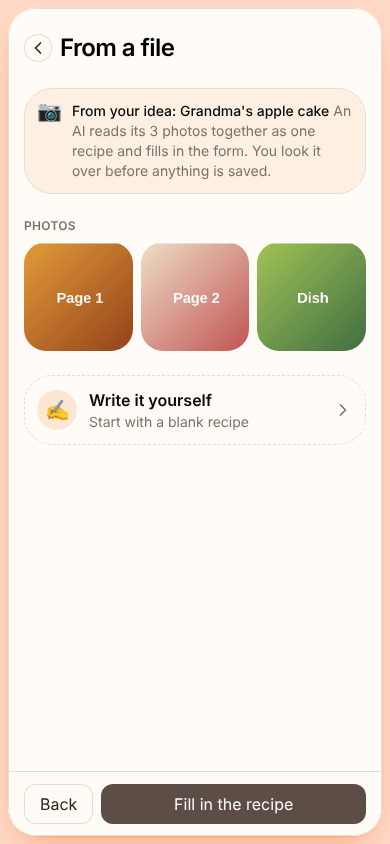 From a file
From your idea: Grandma's apple cake An
AI reads its 3 photos together as one
recipe and fills in the form. You look it
over before anything is saved.
PHOTOS
Page 1
Page 2
Dish
Write it yourself
Start with a blank recipe
Back
Fill in the recipe